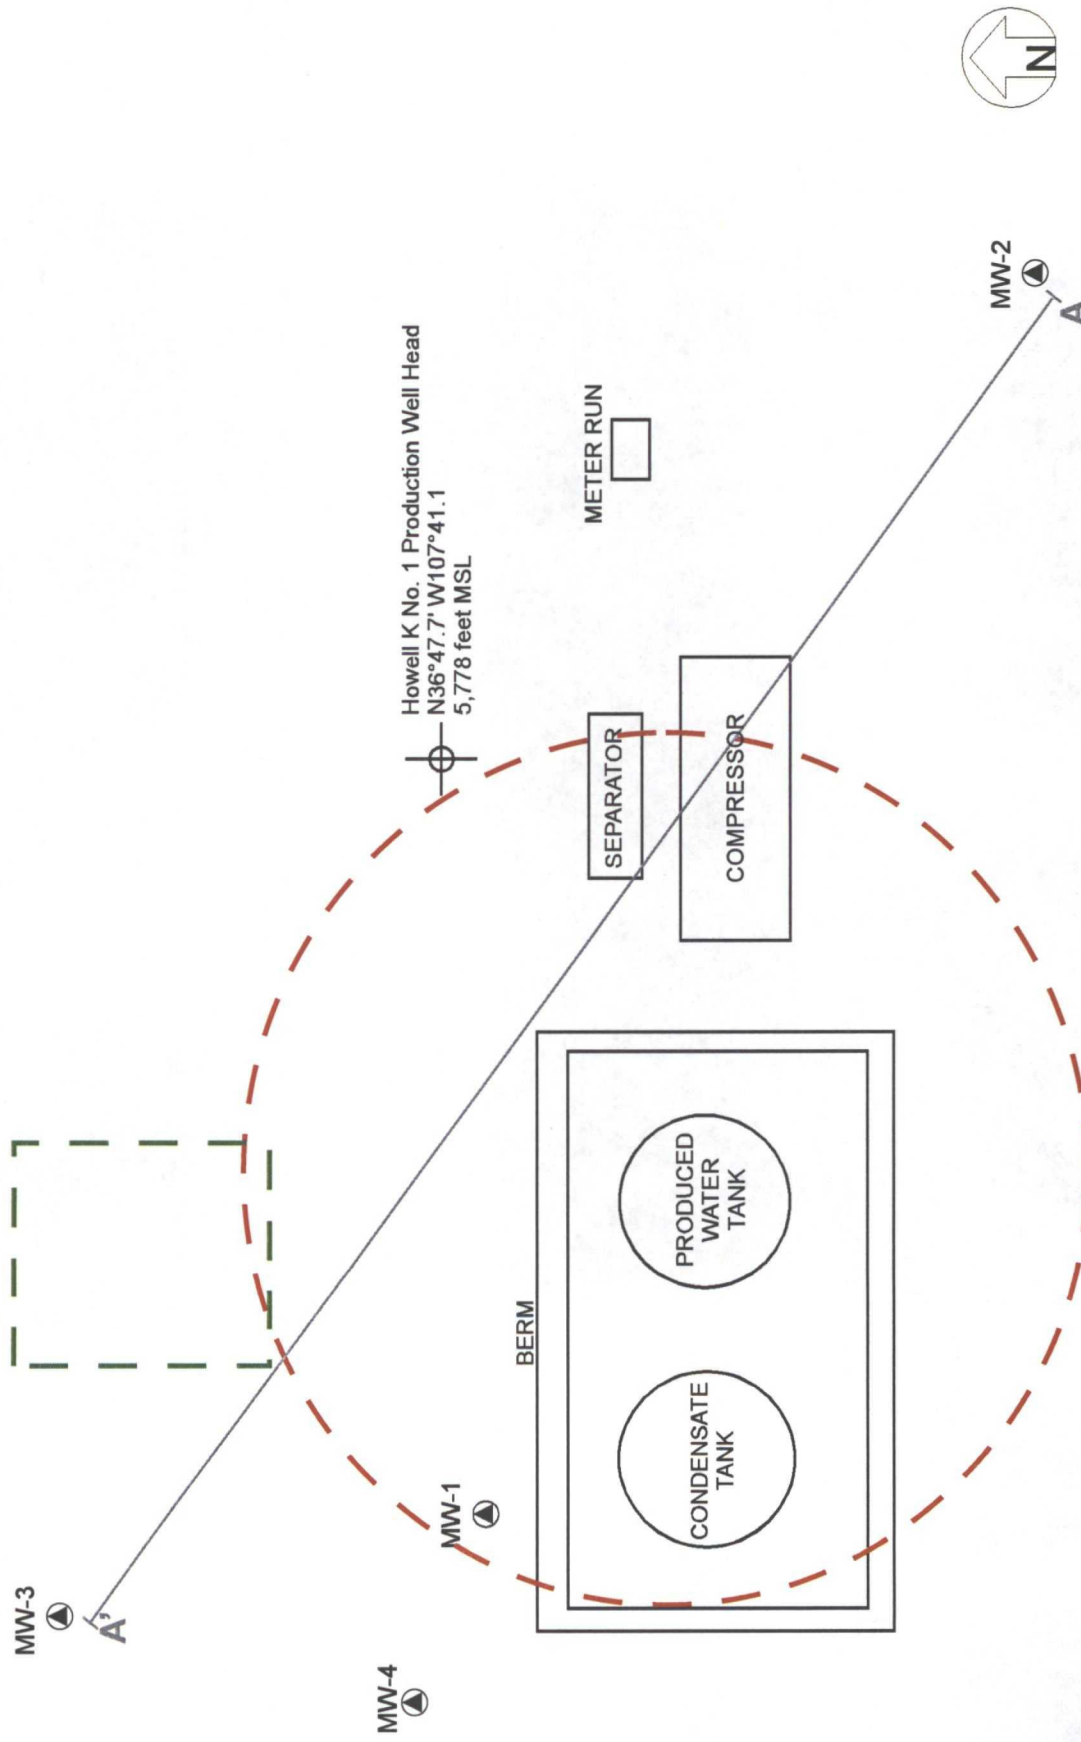 MW-3
A'
MW-4
MW-1
BERM
CONDENSATE
TANK
PRODUCED
WATER
TANK
Howell K No. 1 Production Well Head
N36°47.7' W107°41.1
5,778 feet MSL
SEPARATOR
COMPRESSOR
METER RUN
MW-2
A
N